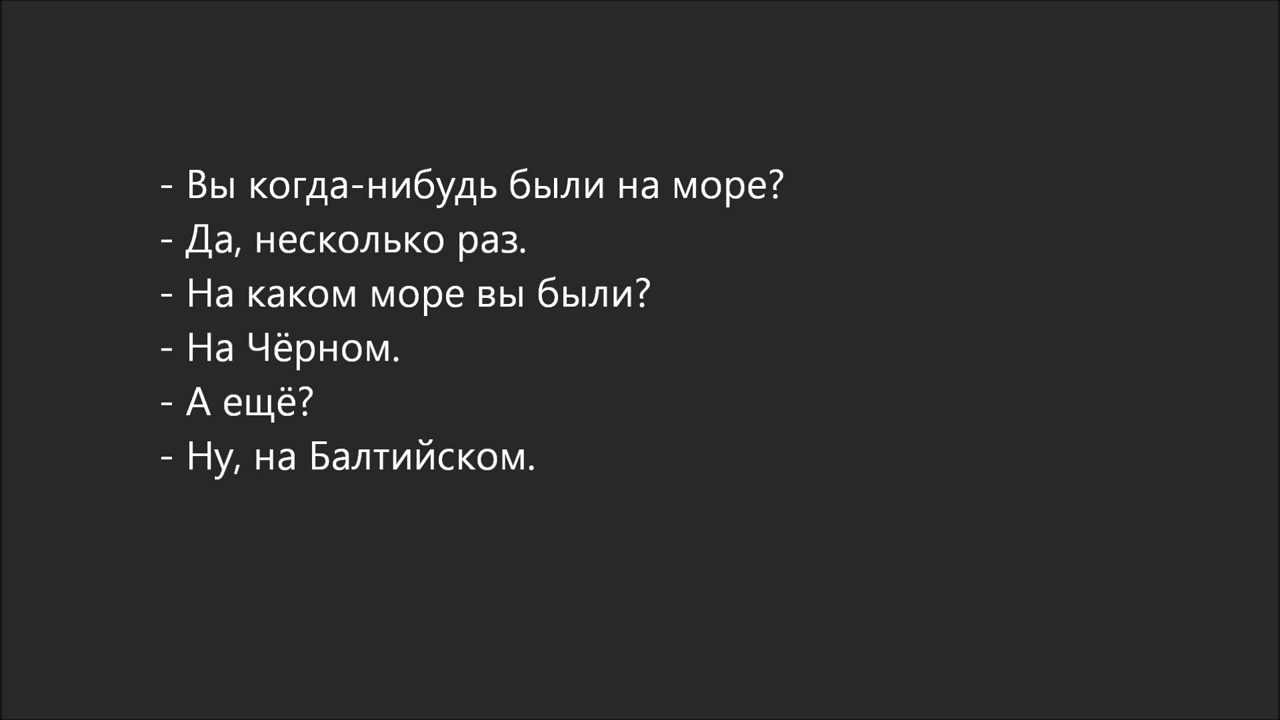 - Вы когда-нибудь были на море?
- Да, несколько раз.
- На каком море вы были?
- На Чёрном.
- А ещё?
- Ну, на Балтийском.